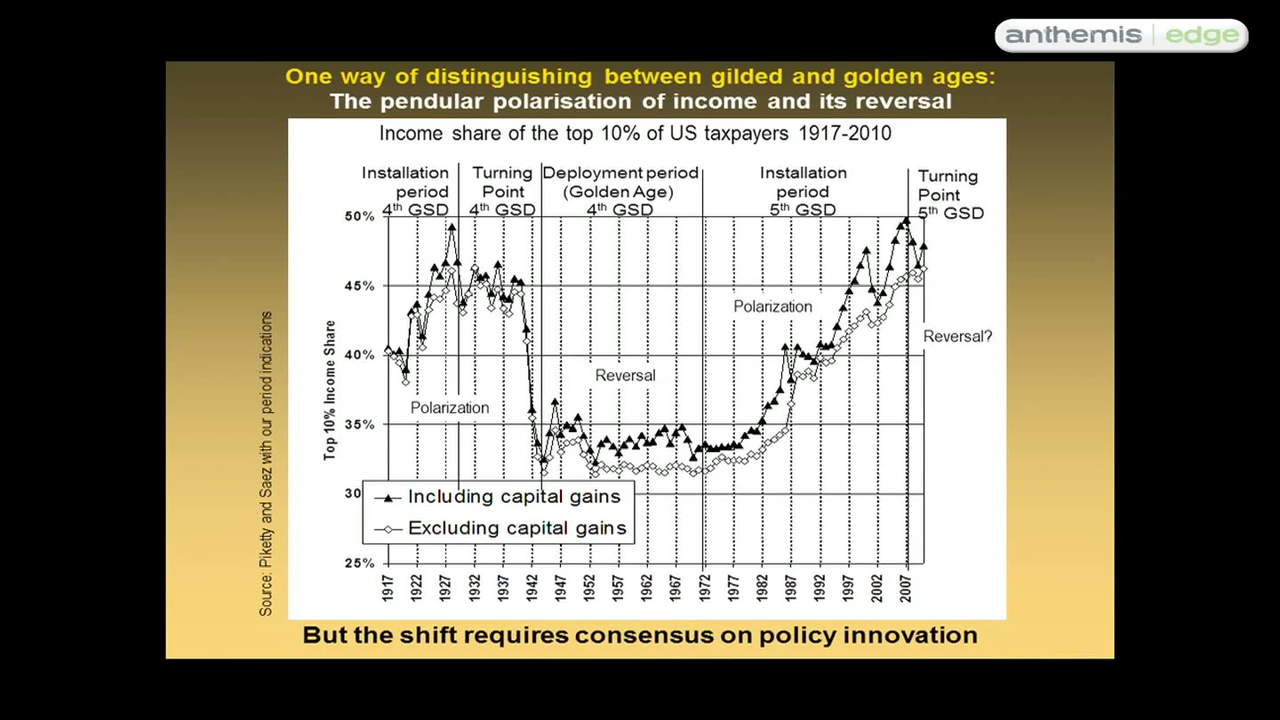 anthemis | edge
One way of distinguishing between gilded and golden ages:
The pendular polarisation of income and its reversal
Income share of the top 10% of US taxpayers 1917-2010
Installation period 4th GSD
Turning Point 4th GSD
Deployment period (Golden Age) 4th GSD
Installation period 5th GSD
Turning Point 5th GSD
50%
45%
40%
35%
30
25%
Top 10% Income Share
Source: Piketty and Saez with our period indications
Polarization
Reversal
Polarization
Reversal?
Including capital gains
Excluding capital gains
1917 1922 1927 1932 1937 1942 1947 1952 1957 1962 1967 1972 1977 1982 1987 1992 1997 2002 2007
But the shift requires consensus on policy innovation